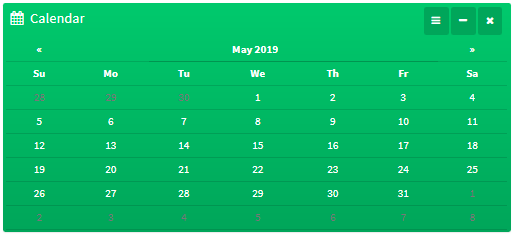 Calendar
« May 2019 »
Su Mo Tu We Th Fr Sa
28 29 30 1 2 3 4
5 6 7 8 9 10 11
12 13 14 15 16 17 18
19 20 21 22 23 24 25
26 27 28 29 30 31 1
2 3 4 5 6 7 8